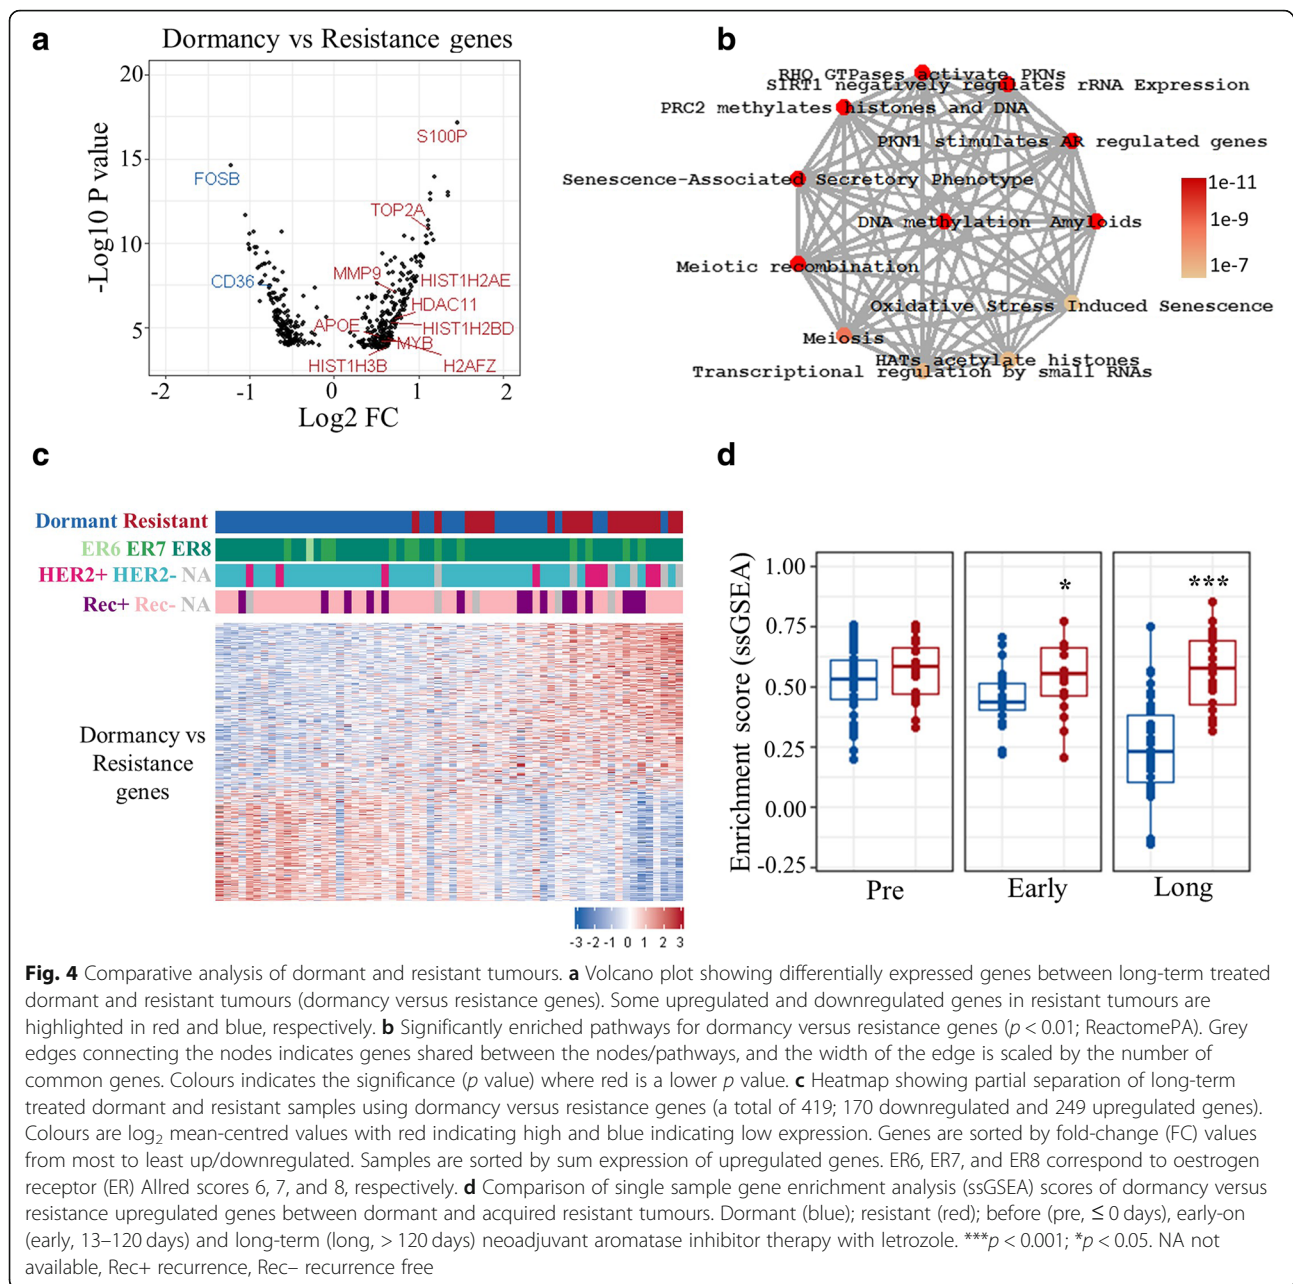 a
Dormancy vs Resistance genes
20
15
10
5
-Log10 P value
S100P
FOSB
TOP2A
MMP9
HIST1H2AE
CD36
HDAC11
APOE
HIST1H2BD
MYB
HIST1H3B
H2AFZ
-2 -1 0 1 2
Log2 FC
b
RHO GTPases activate PKNs
SIRT1 negatively regulates rRNA Expression
PRC2 methylates histones and DNA
PKN1 stimulates AR regulated genes
Senescence-Associated Secretory Phenotype
DNA methylation Amyloids
Meiotic recombination
Oxidative Stress Induced Senescence
Meiosis
HATs acetylate histones
Transcriptional regulation by small RNAs
1e-11
1e-9
1e-7
c
Dormant Resistant
ER6 ER7 ER8
HER2+ HER2- NA
Rec+ Rec- NA
Dormancy vs
Resistance
genes
-3 -2 -1 0 1 2 3
d
Enrichment score (ssGSEA)
1.00
0.75
0.50
0.25
0.00
-0.25
*
***
Pre Early Long
Fig. 4 Comparative analysis of dormant and resistant tumours. a Volcano plot showing differentially expressed genes between long-term treated
dormant and resistant tumours (dormancy versus resistance genes). Some upregulated and downregulated genes in resistant tumours are
highlighted in red and blue, respectively. b Significantly enriched pathways for dormancy versus resistance genes (p < 0.01; ReactomePA). Grey
edges connecting the nodes indicates genes shared between the nodes/pathways, and the width of the edge is scaled by the number of
common genes. Colours indicates the significance (p value) where red is a lower p value. c Heatmap showing partial separation of long-term
treated dormant and resistant samples using dormancy versus resistance genes (a total of 419; 170 downregulated and 249 upregulated genes).
Colours are log₂ mean-centred values with red indicating high and blue indicating low expression. Genes are sorted by fold-change (FC) values
from most to least up/downregulated. Samples are sorted by sum expression of upregulated genes. ER6, ER7, and ER8 correspond to oestrogen
receptor (ER) Allred scores 6, 7, and 8, respectively. d Comparison of single sample gene enrichment analysis (ssGSEA) scores of dormancy versus
resistance upregulated genes between dormant and acquired resistant tumours. Dormant (blue); resistant (red); before (pre, ≤ 0 days), early-on
(early, 13–120 days) and long-term (long, > 120 days) neoadjuvant aromatase inhibitor therapy with letrozole. ***p < 0.001; *p < 0.05. NA not
available, Rec+ recurrence, Rec– recurrence free